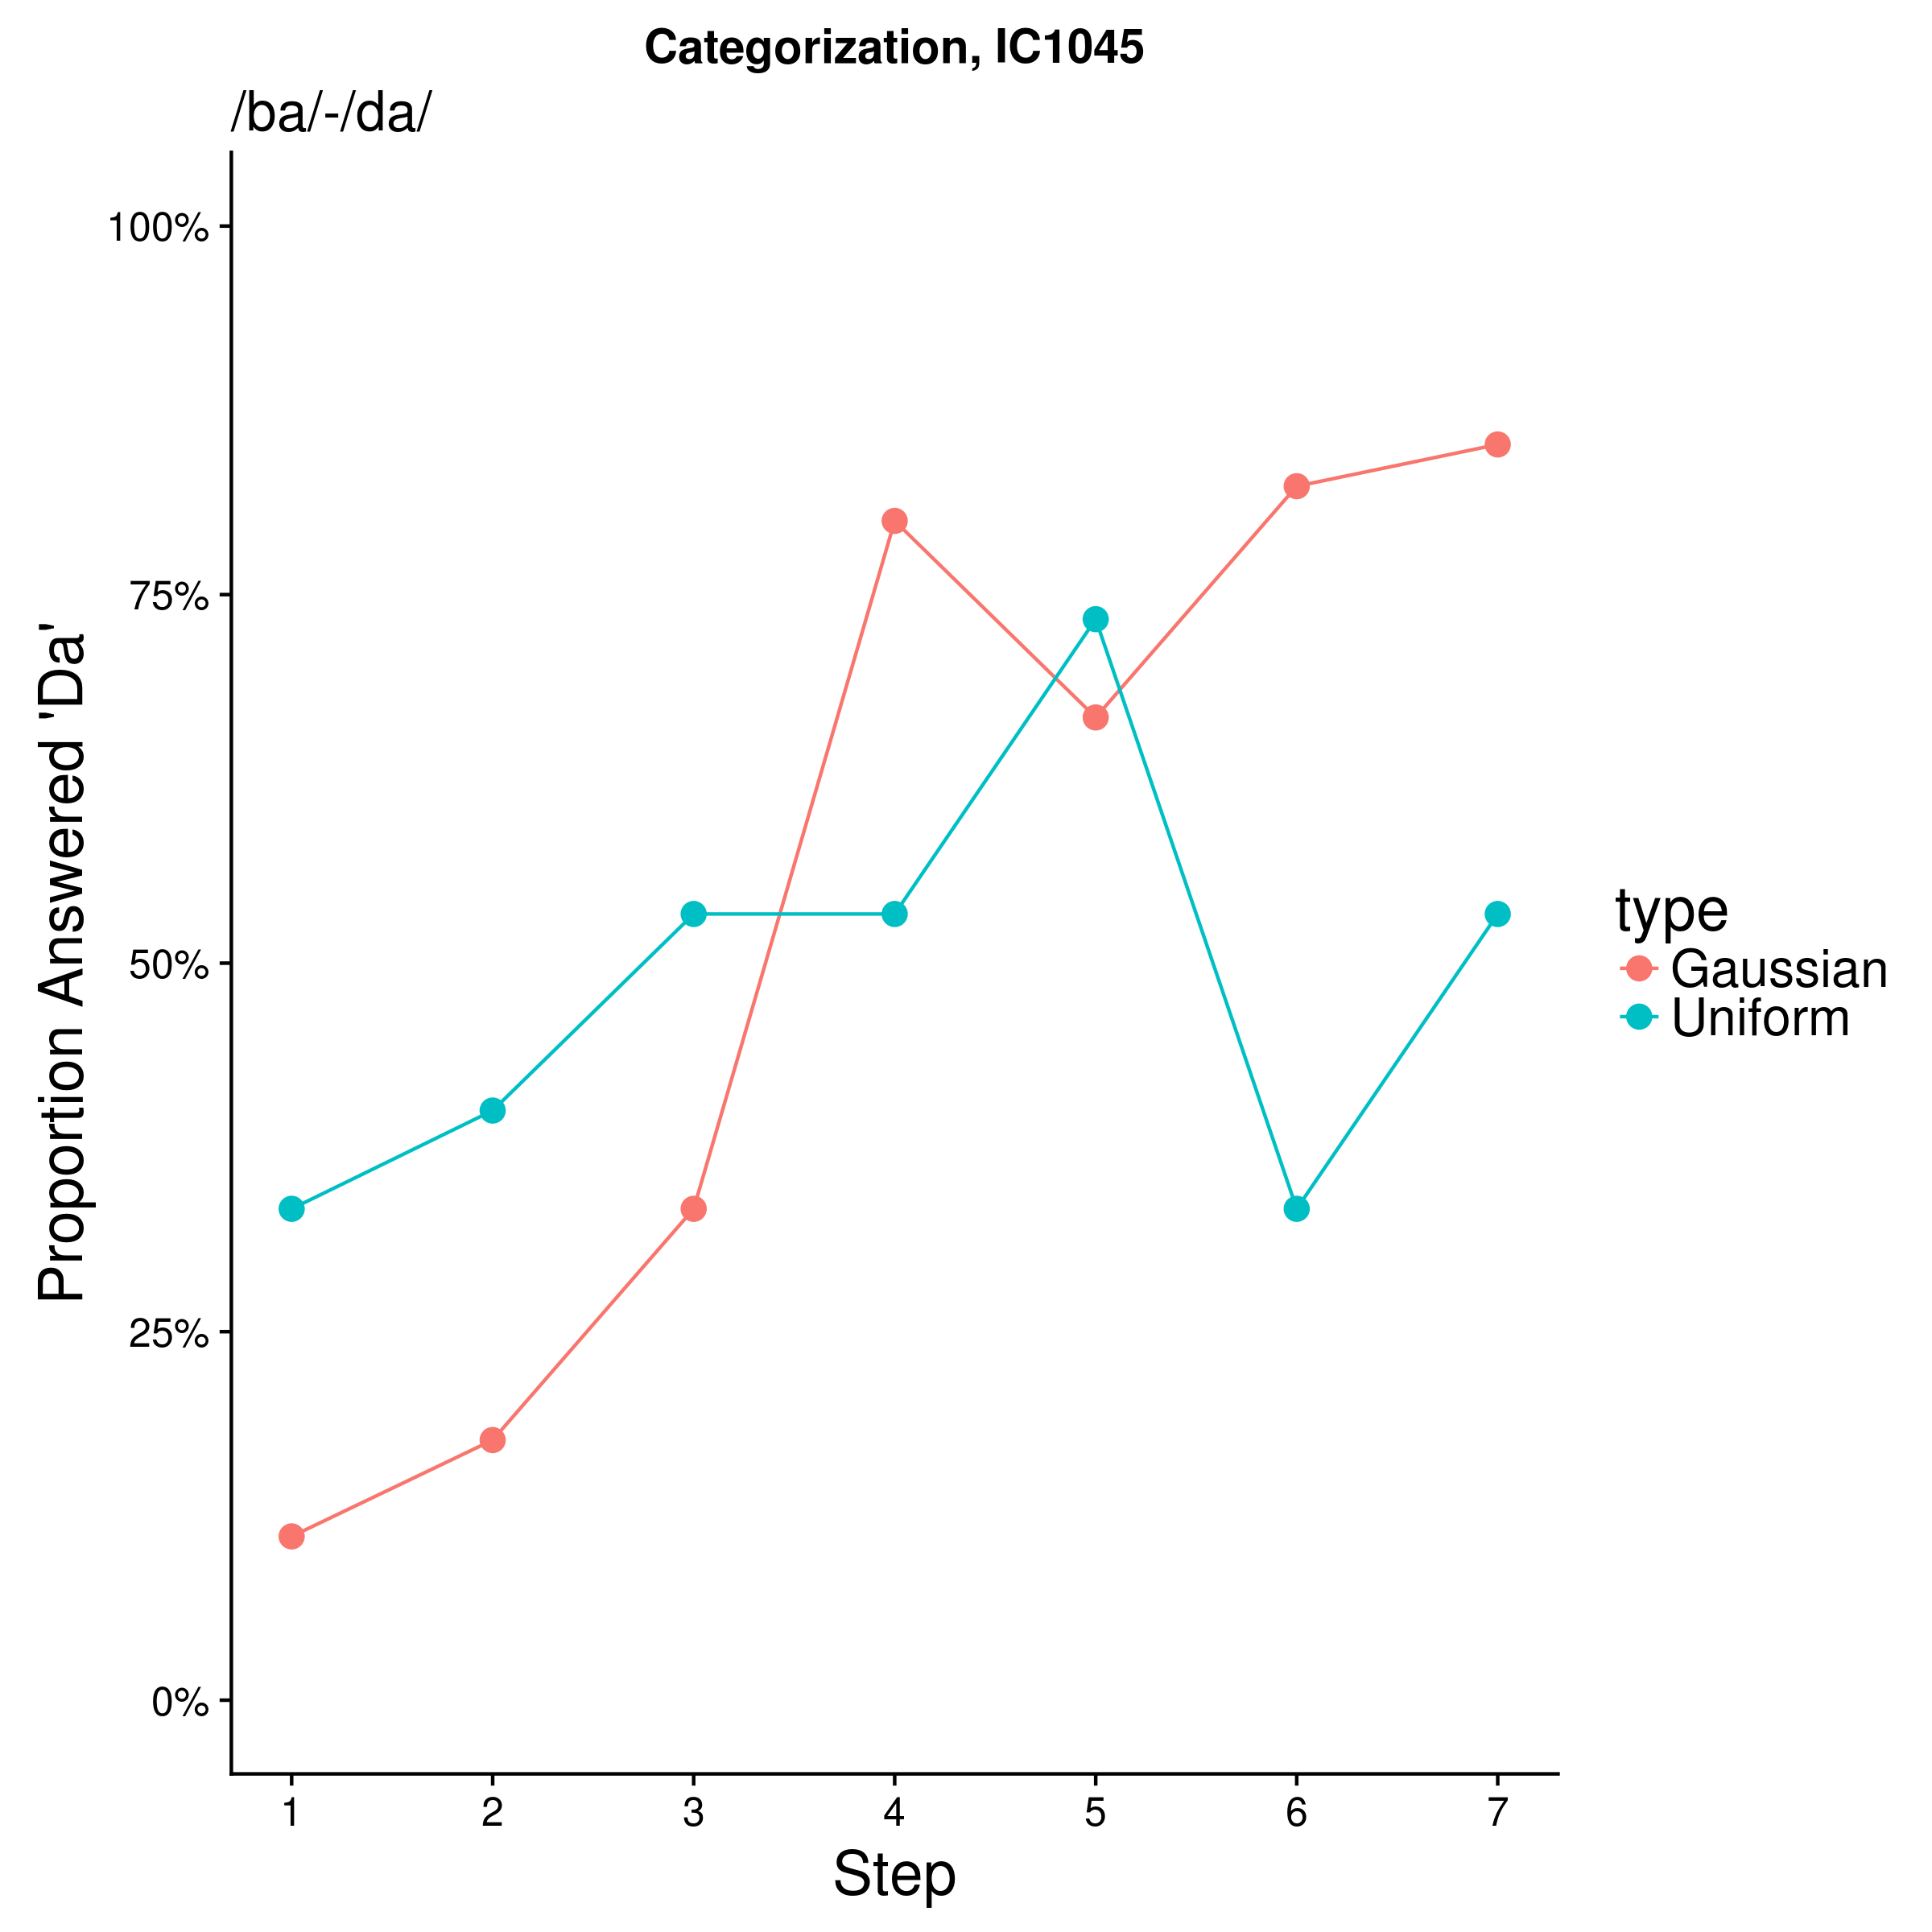 Categorization, IC1045
/ba/-/da/
Proportion Answered 'Da'
100%
75%
50%
25%
0%
1 2 3 4 5 6 7
Step
type
Gaussian
Uniform